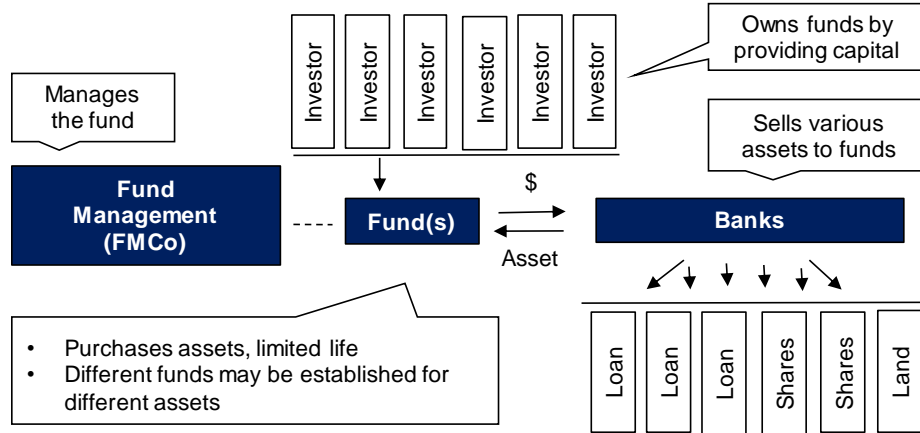 Manages
the fund
Investor
Investor
Investor
Investor
Investor
Investor
Owns funds by
providing capital
Sells various
assets to funds
Fund
Management
(FMCo)
Fund(s)
$
Asset
Banks
• Purchases assets, limited life
• Different funds may be established for
different assets
Loan
Loan
Loan
Shares
Shares
Land